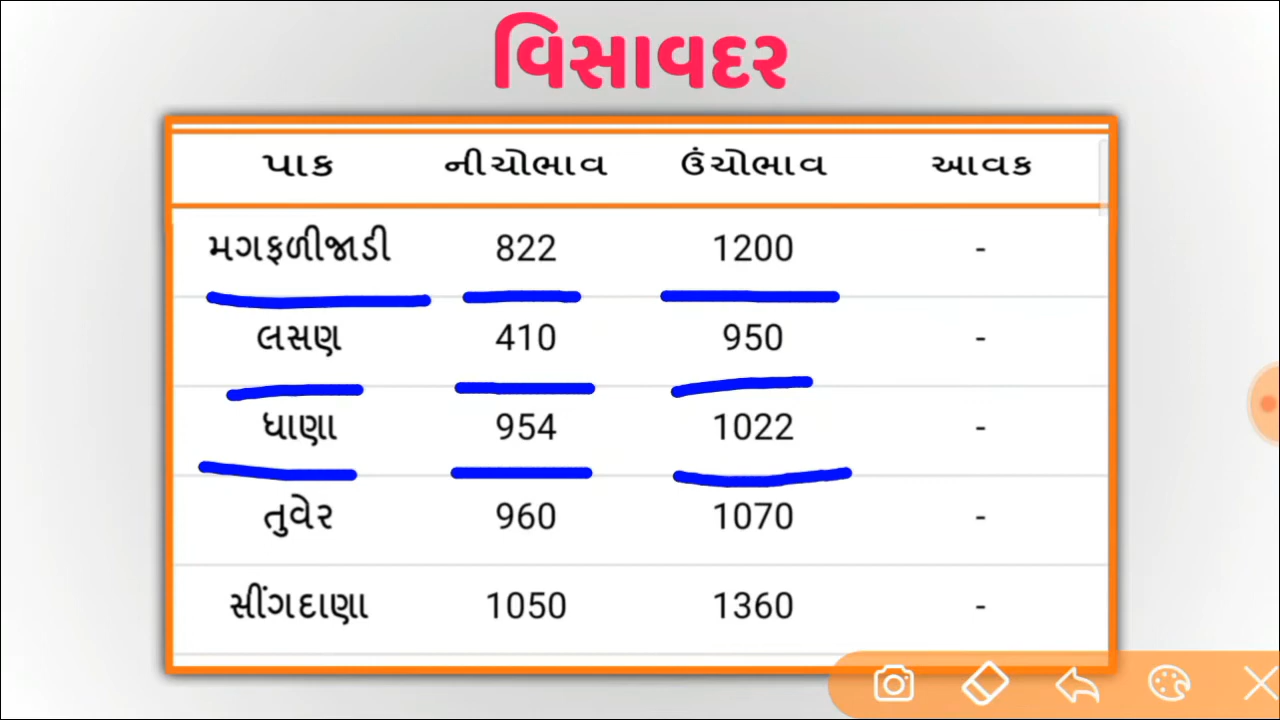 વિસાવદર
પાક નીચોભાવ ઉંચોભાવ આવક
મગફળીજાડી 822 1200 -
લસણ 410 950 -
ધાણા 954 1022 -
તુવેર 960 1070 -
સીંગદાણા 1050 1360 -